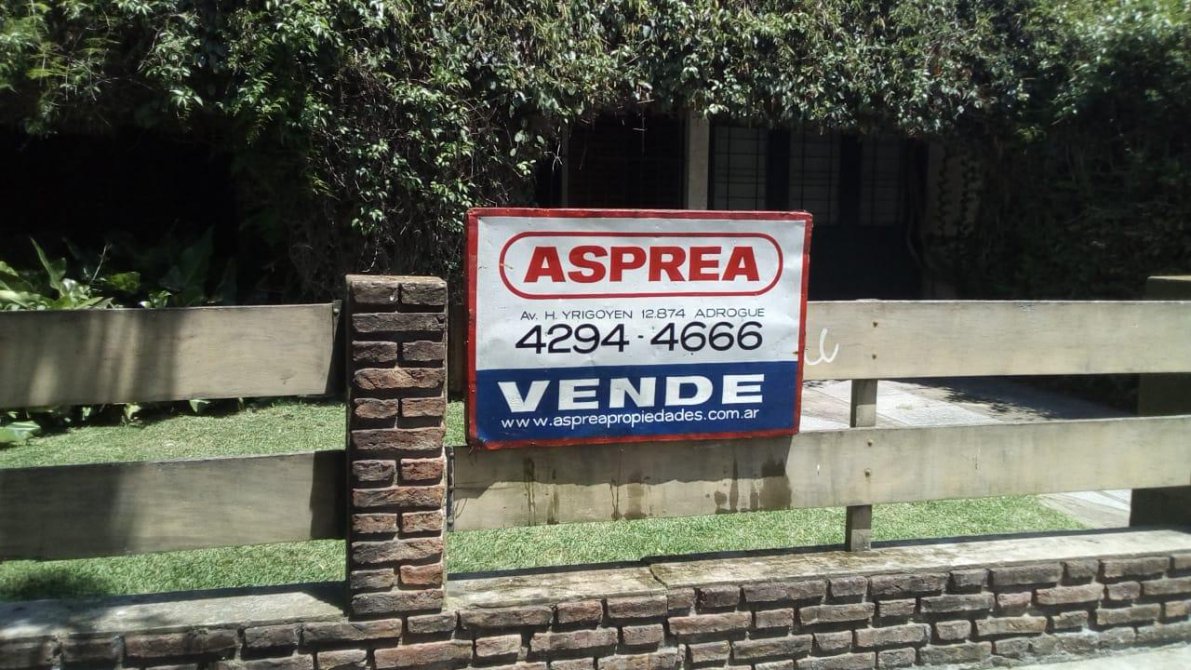 ASPREA
Av. H. YRIGOYEN 12.874 ADROGUE
4294-4666
VENDE
www.aspreapropiedades.com.ar